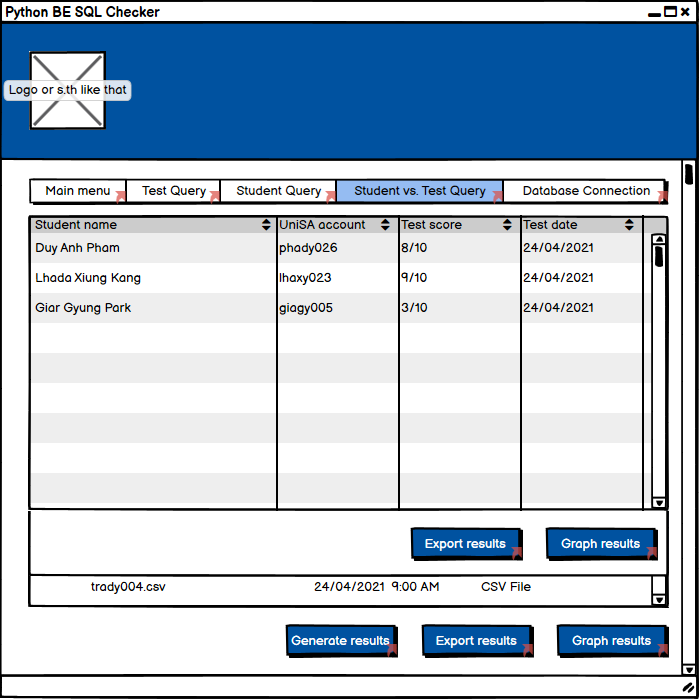 Python BE SQL Checker
Logo or s.th like that
Main menu Test Query Student Query Student vs. Test Query Database Connection
Student name UniSA account Test score Test date
Duy Anh Pham phady026 8/10 24/04/2021
Lhada Xiung Kang lhaxy023 9/10 24/04/2021
Giar Gyung Park giagy005 3/10 24/04/2021
Export results Graph results
trady004.csv 24/04/2021 9:00 AM CSV File
Generate results Export results Graph results